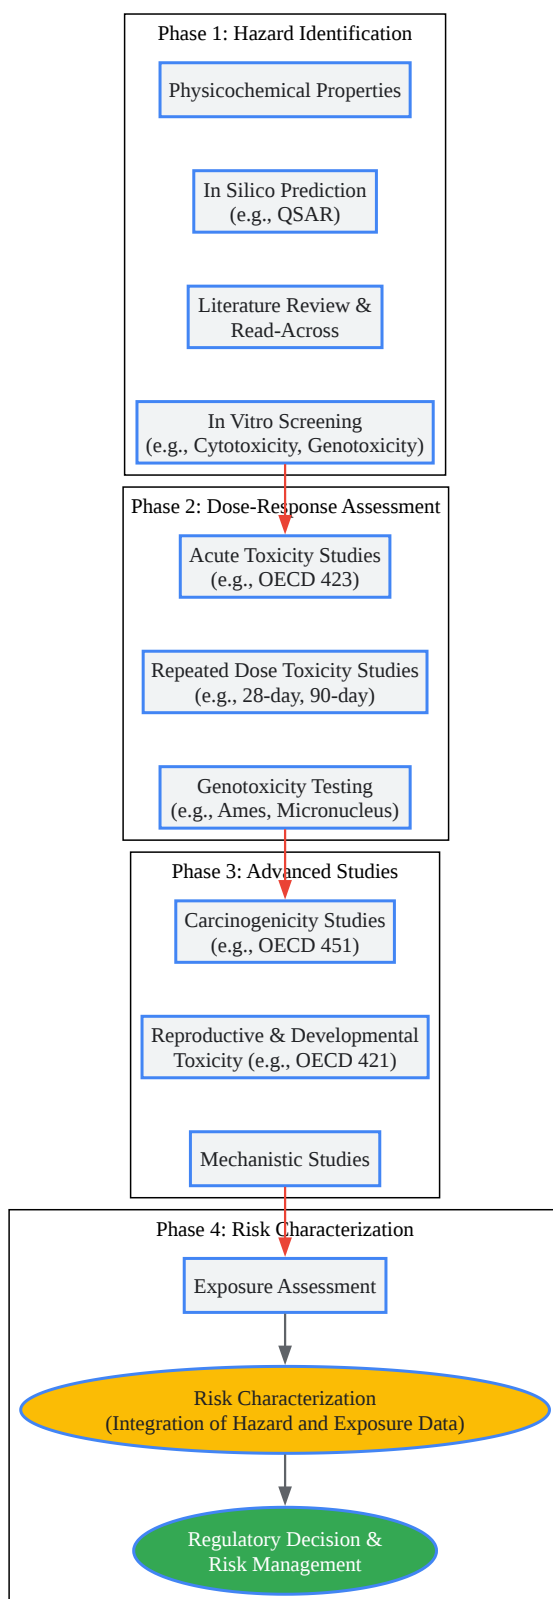 Phase 1: Hazard Identification
Physicochemical Properties
In Silico Prediction
(e.g., QSAR)
Literature Review &
Read-Across
In Vitro Screening
(e.g., Cytotoxicity, Genotoxicity)
Phase 2: Dose-Response Assessment
Acute Toxicity Studies
(e.g., OECD 423)
Repeated Dose Toxicity Studies
(e.g., 28-day, 90-day)
Genotoxicity Testing
(e.g., Ames, Micronucleus)
Phase 3: Advanced Studies
Carcinogenicity Studies
(e.g., OECD 451)
Reproductive & Developmental
Toxicity (e.g., OECD 421)
Mechanistic Studies
Phase 4: Risk Characterization
Exposure Assessment
Risk Characterization
(Integration of Hazard and Exposure Data)
Regulatory Decision &
Risk Management